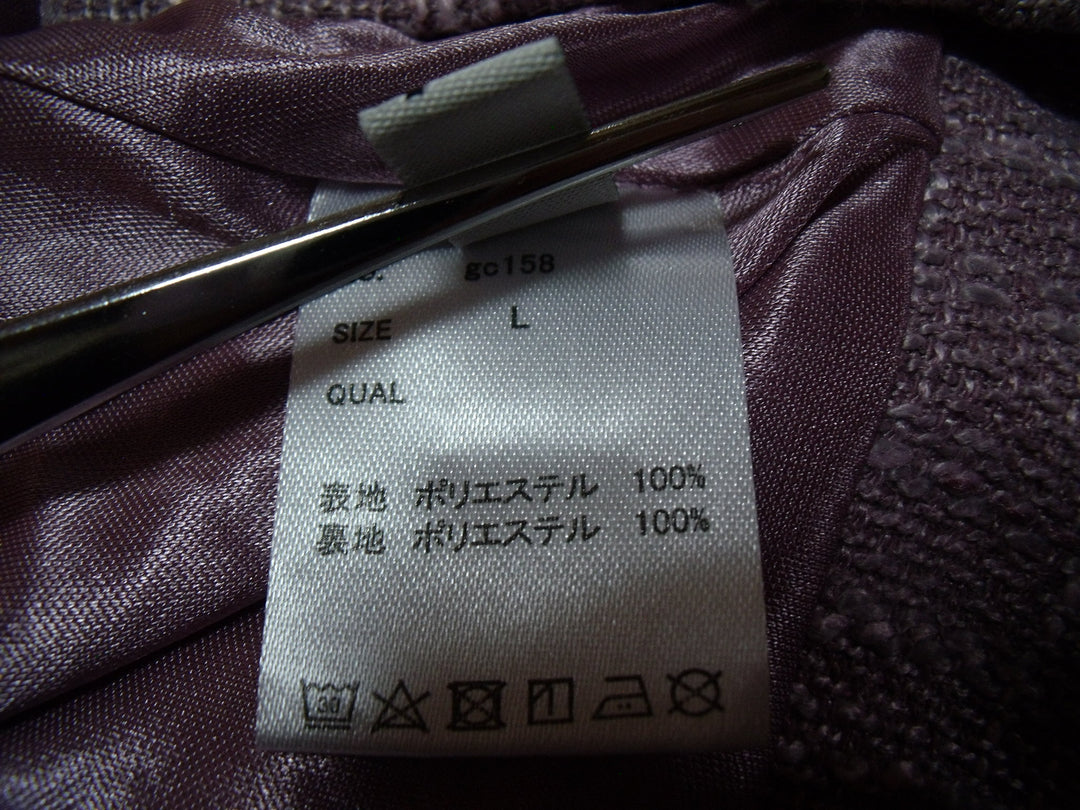 gc158
SIZE L
QUAL
表地 ポリエステル 100%
裏地 ポリエステル 100%
30